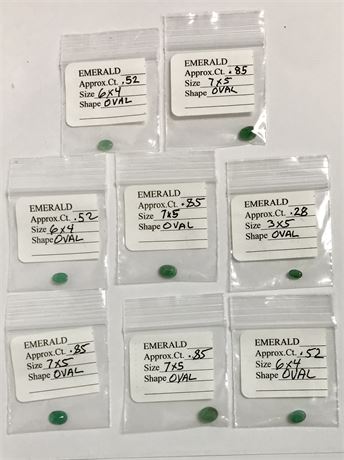 EMERALD
Approx.Ct. .52
Size 6x4
Shape OVAL
EMERALD
Approx.Ct. .85
Size 7x5
Shape OVAL
EMERALD
Approx.Ct. .52
Size 6x4
Shape OVAL
EMERALD
Approx.Ct. .85
Size 7x5
Shape OVAL
EMERALD
Approx.Ct. .28
Size 3x5
Shape OVAL
EMERALD
Approx.Ct. .85
Size 7x5
Shape OVAL
EMERALD
Approx.Ct. .85
Size 7x5
Shape OVAL
EMERALD
Approx.Ct. .52
Size 6x4
Shape OVAL